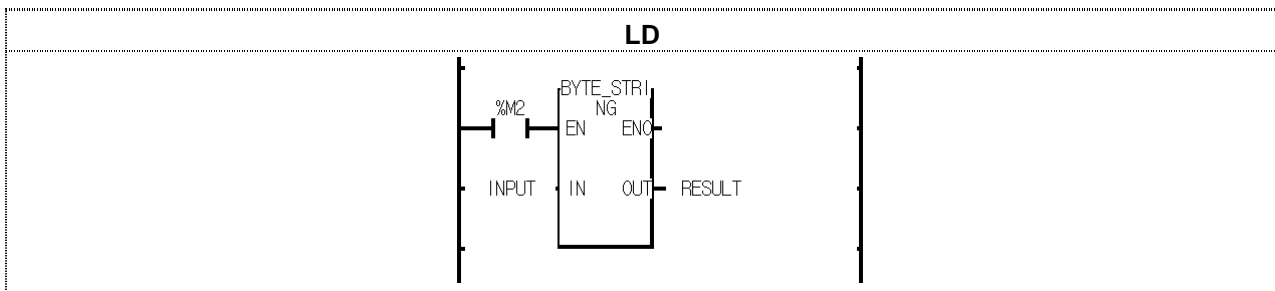 LD
BYTE_STRI
NG
%M2
EN ENO
INPUT IN OUT RESULT